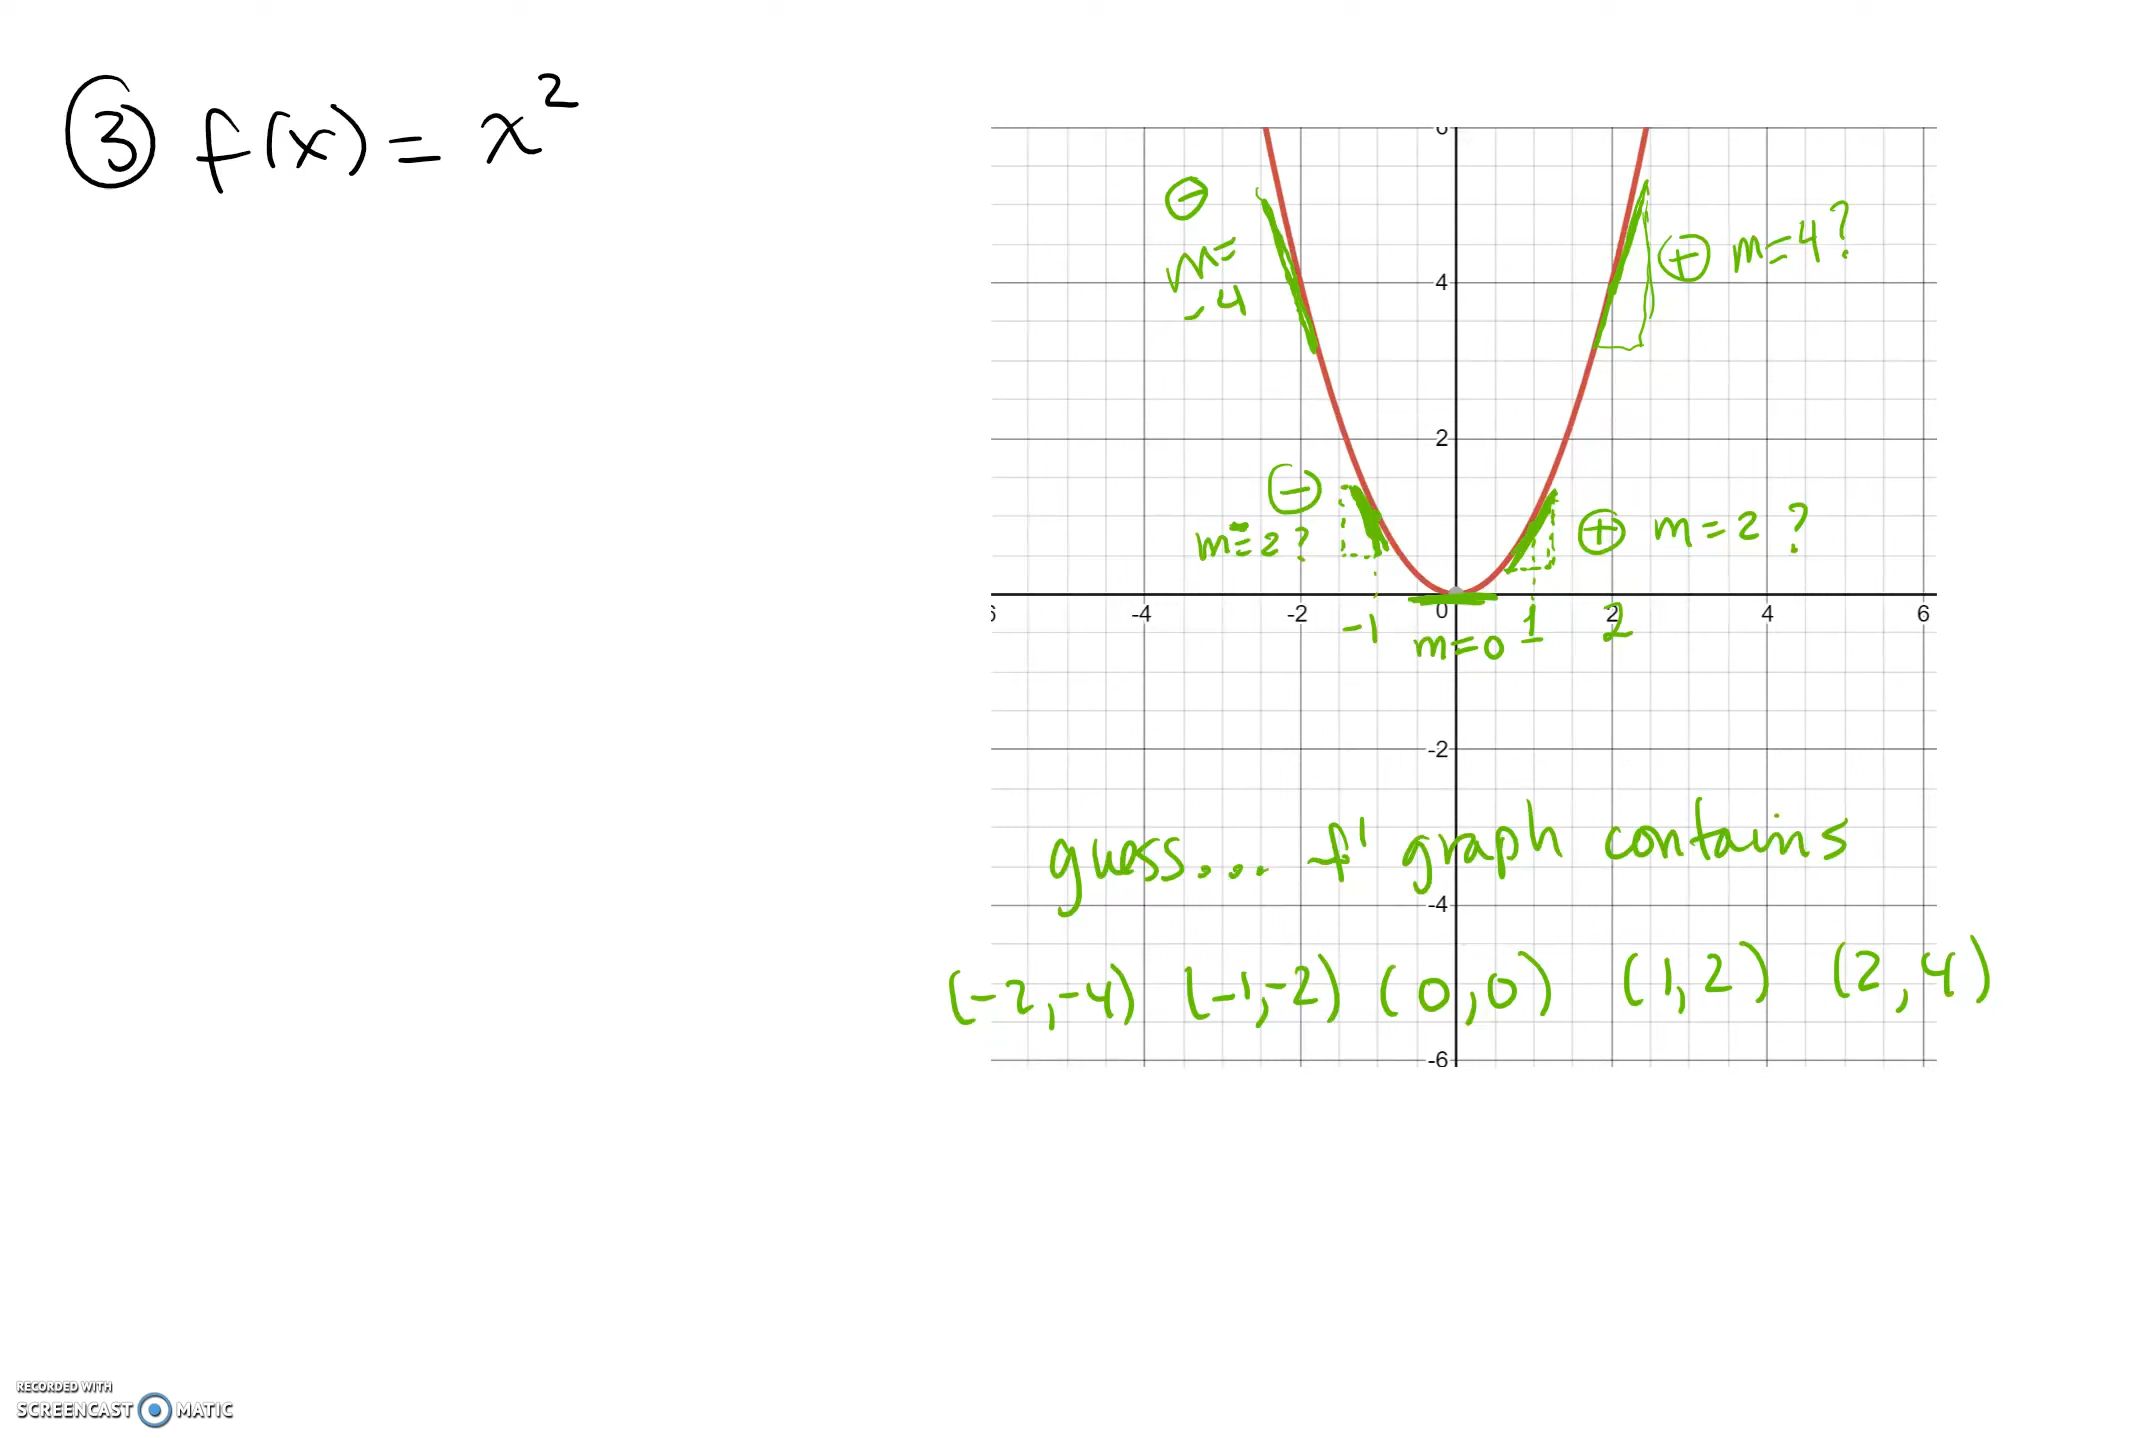 ③ f(x) = x²
6
⊖
m=
-4
⊕ m=4?
4
2
⊖
m=-2?
⊕ m=2?
6 -4 -2 0 2 4 6
-1 m=0 1 2
-2
guess... f' graph contains
-4
(-2,-4) (-1,-2) (0,0) (1,2) (2,4)
-6
RECORDED WITH
SCREENCAST MATIC